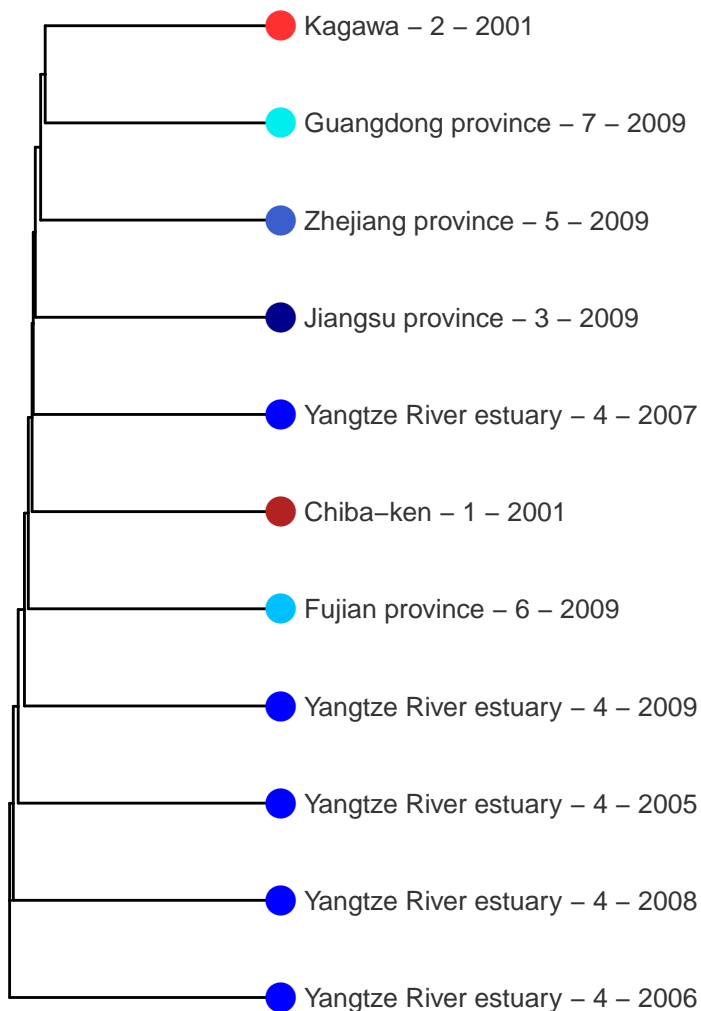 Kagawa – 2 – 2001
Guangdong province – 7 – 2009
Zhejiang province – 5 – 2009
Jiangsu province – 3 – 2009
Yangtze River estuary – 4 – 2007
Chiba–ken – 1 – 2001
Fujian province – 6 – 2009
Yangtze River estuary – 4 – 2009
Yangtze River estuary – 4 – 2005
Yangtze River estuary – 4 – 2008
Yangtze River estuary – 4 – 2006